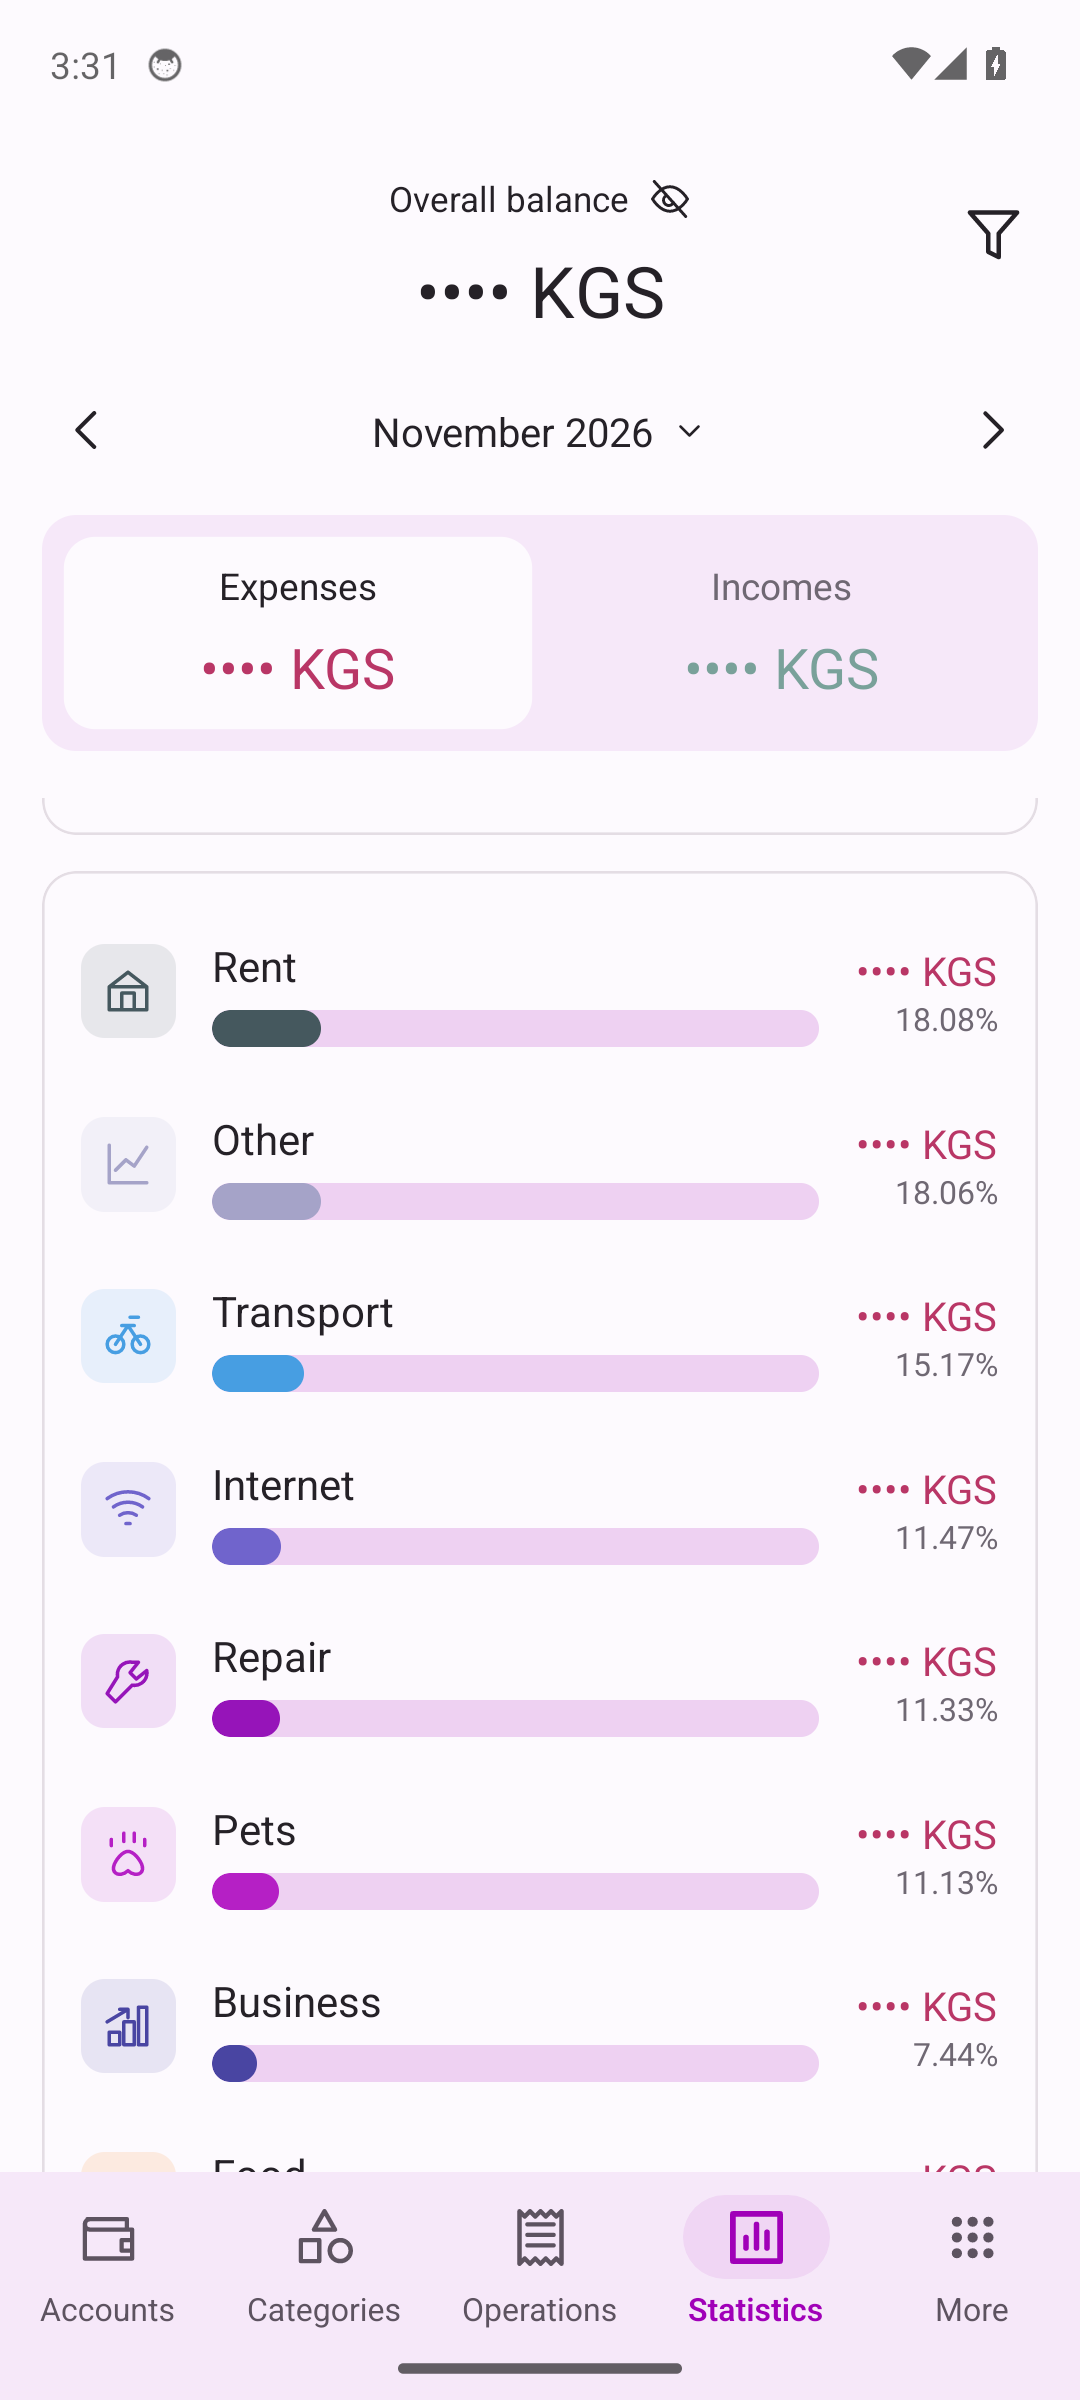 3:31
Overall balance
•••• KGS
November 2026
Expenses
•••• KGS
Incomes
•••• KGS
Rent
•••• KGS
18.08%
Other
•••• KGS
18.06%
Transport
•••• KGS
15.17%
Internet
•••• KGS
11.47%
Repair
•••• KGS
11.33%
Pets
•••• KGS
11.13%
Business
•••• KGS
7.44%
Food
KGS
Accounts
Categories
Operations
Statistics
More